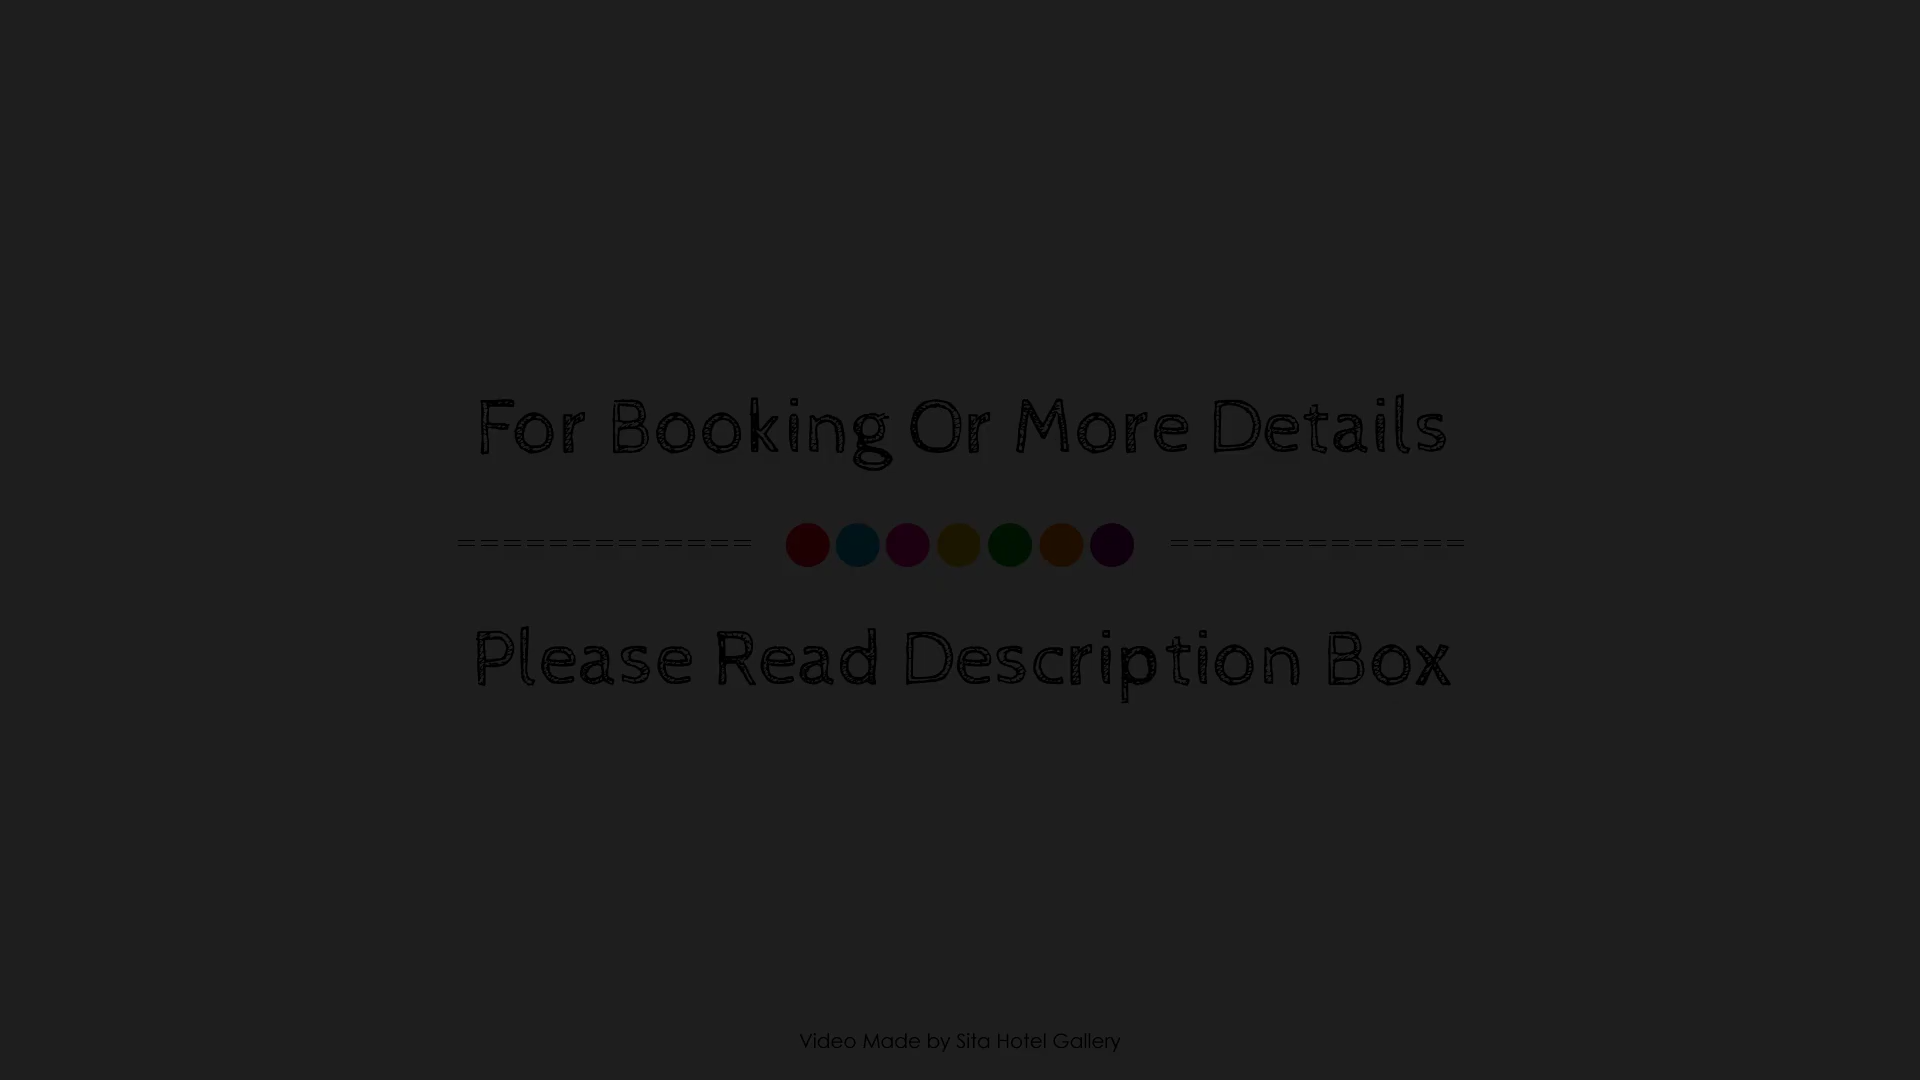 For Booking Or More Details
============= =============
Please Read Description Box
Video Made by Sita Hotel Gallery